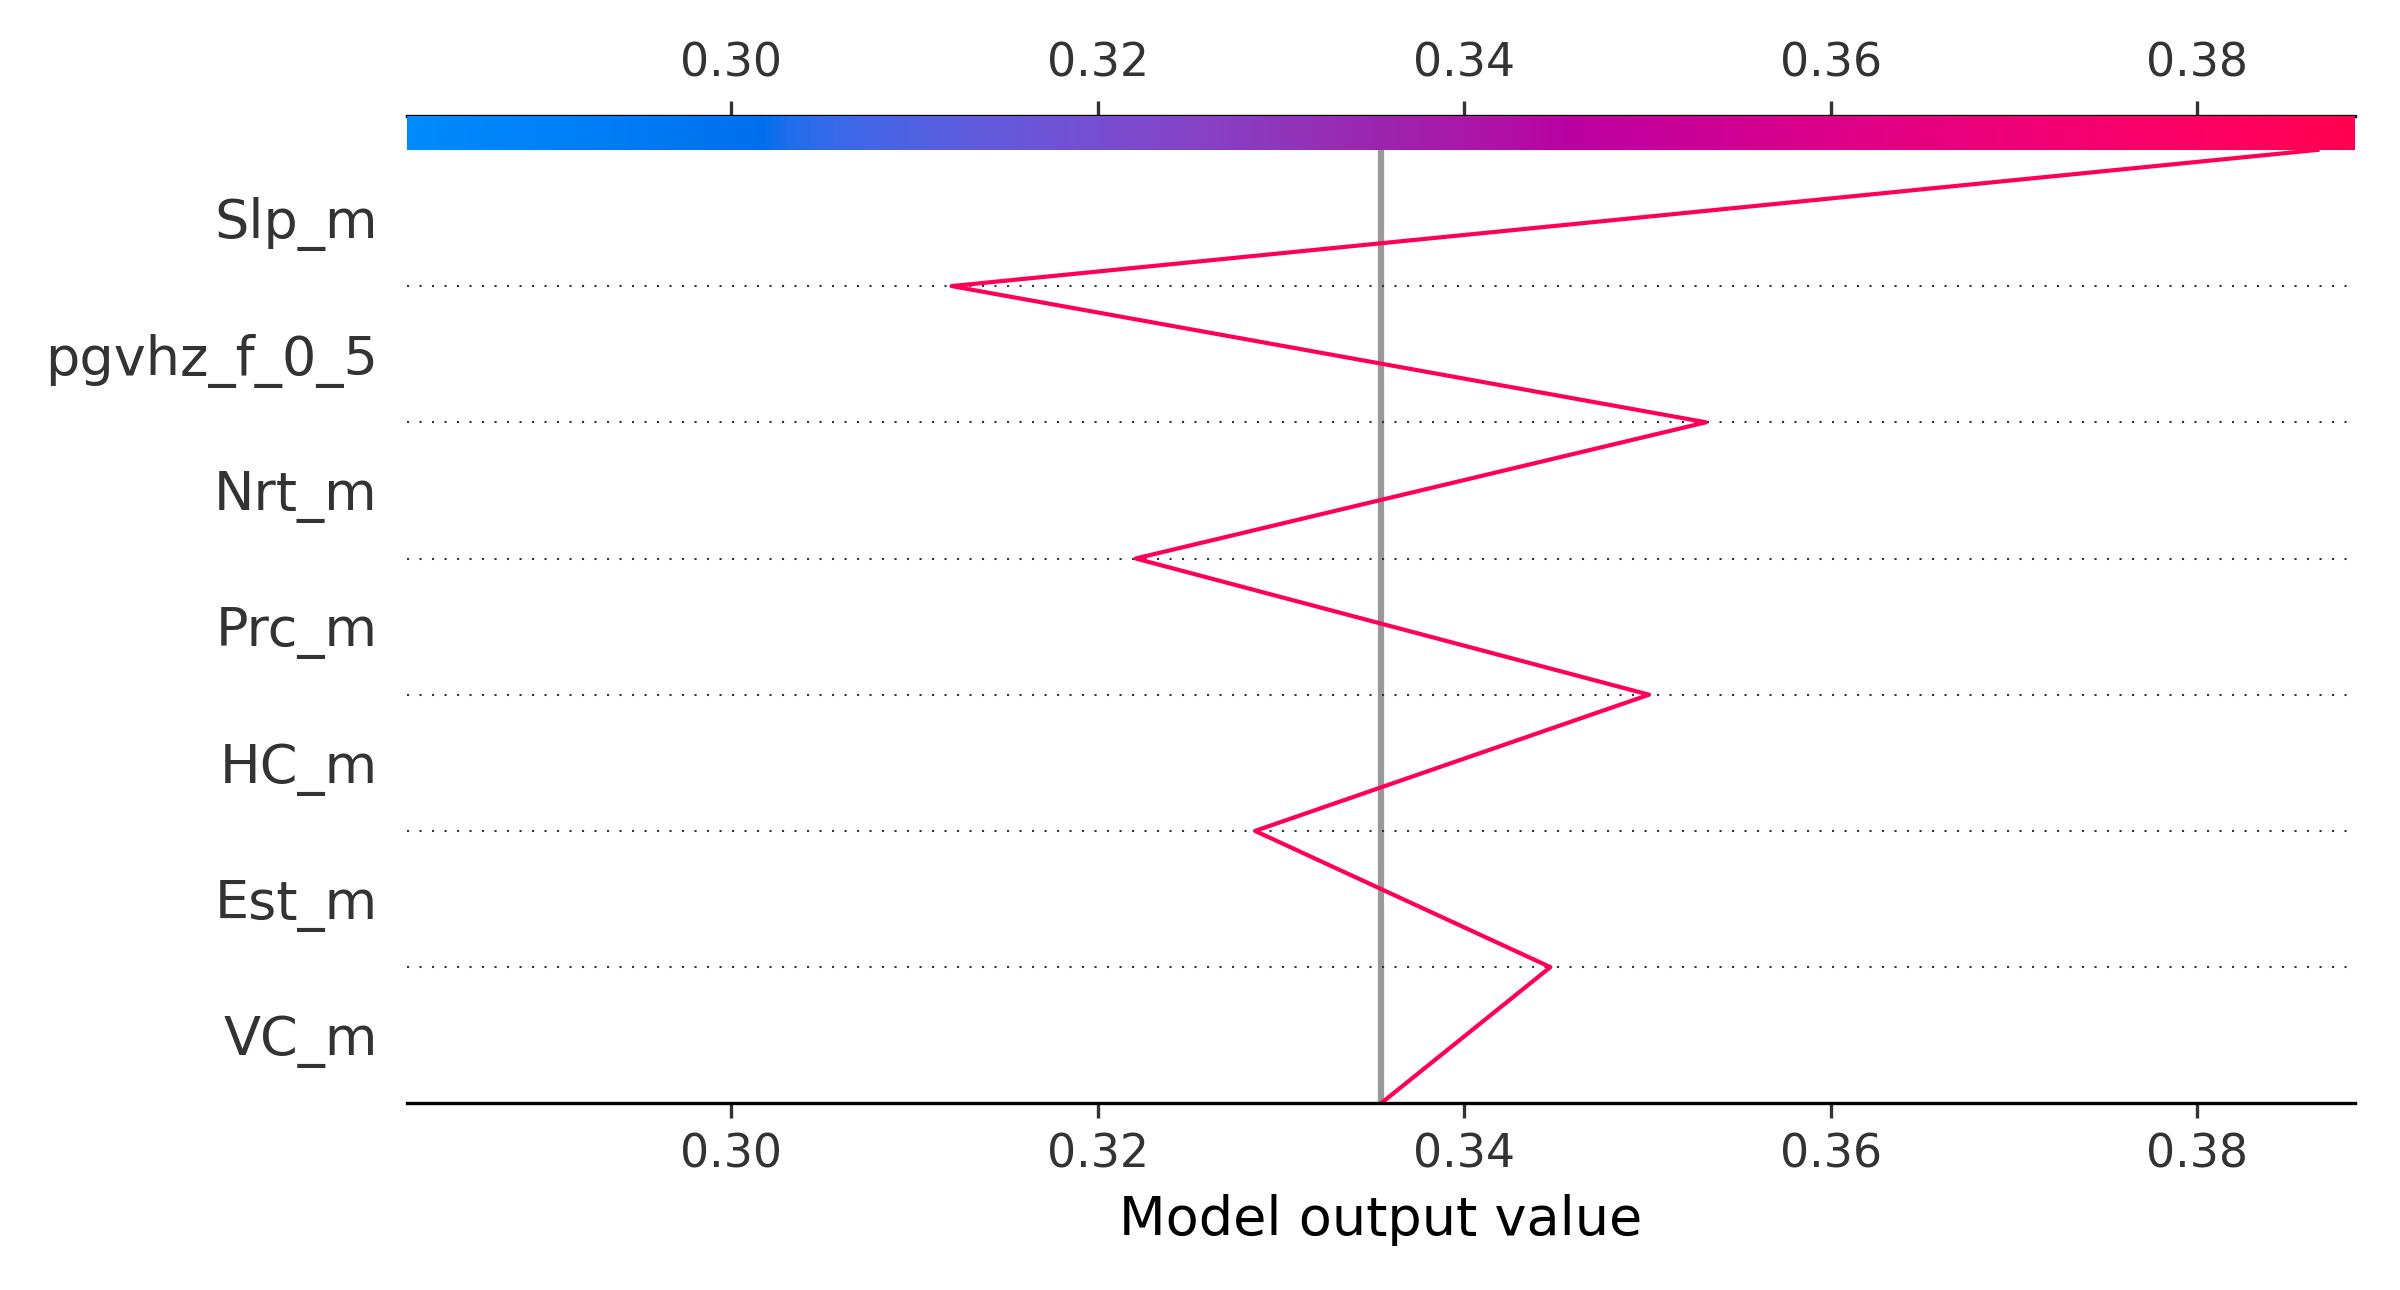 0.30 0.32 0.34 0.36 0.38
Slp_m
pgvhz_f_0_5
Nrt_m
Prc_m
HC_m
Est_m
VC_m
0.30 0.32 0.34 0.36 0.38
Model output value